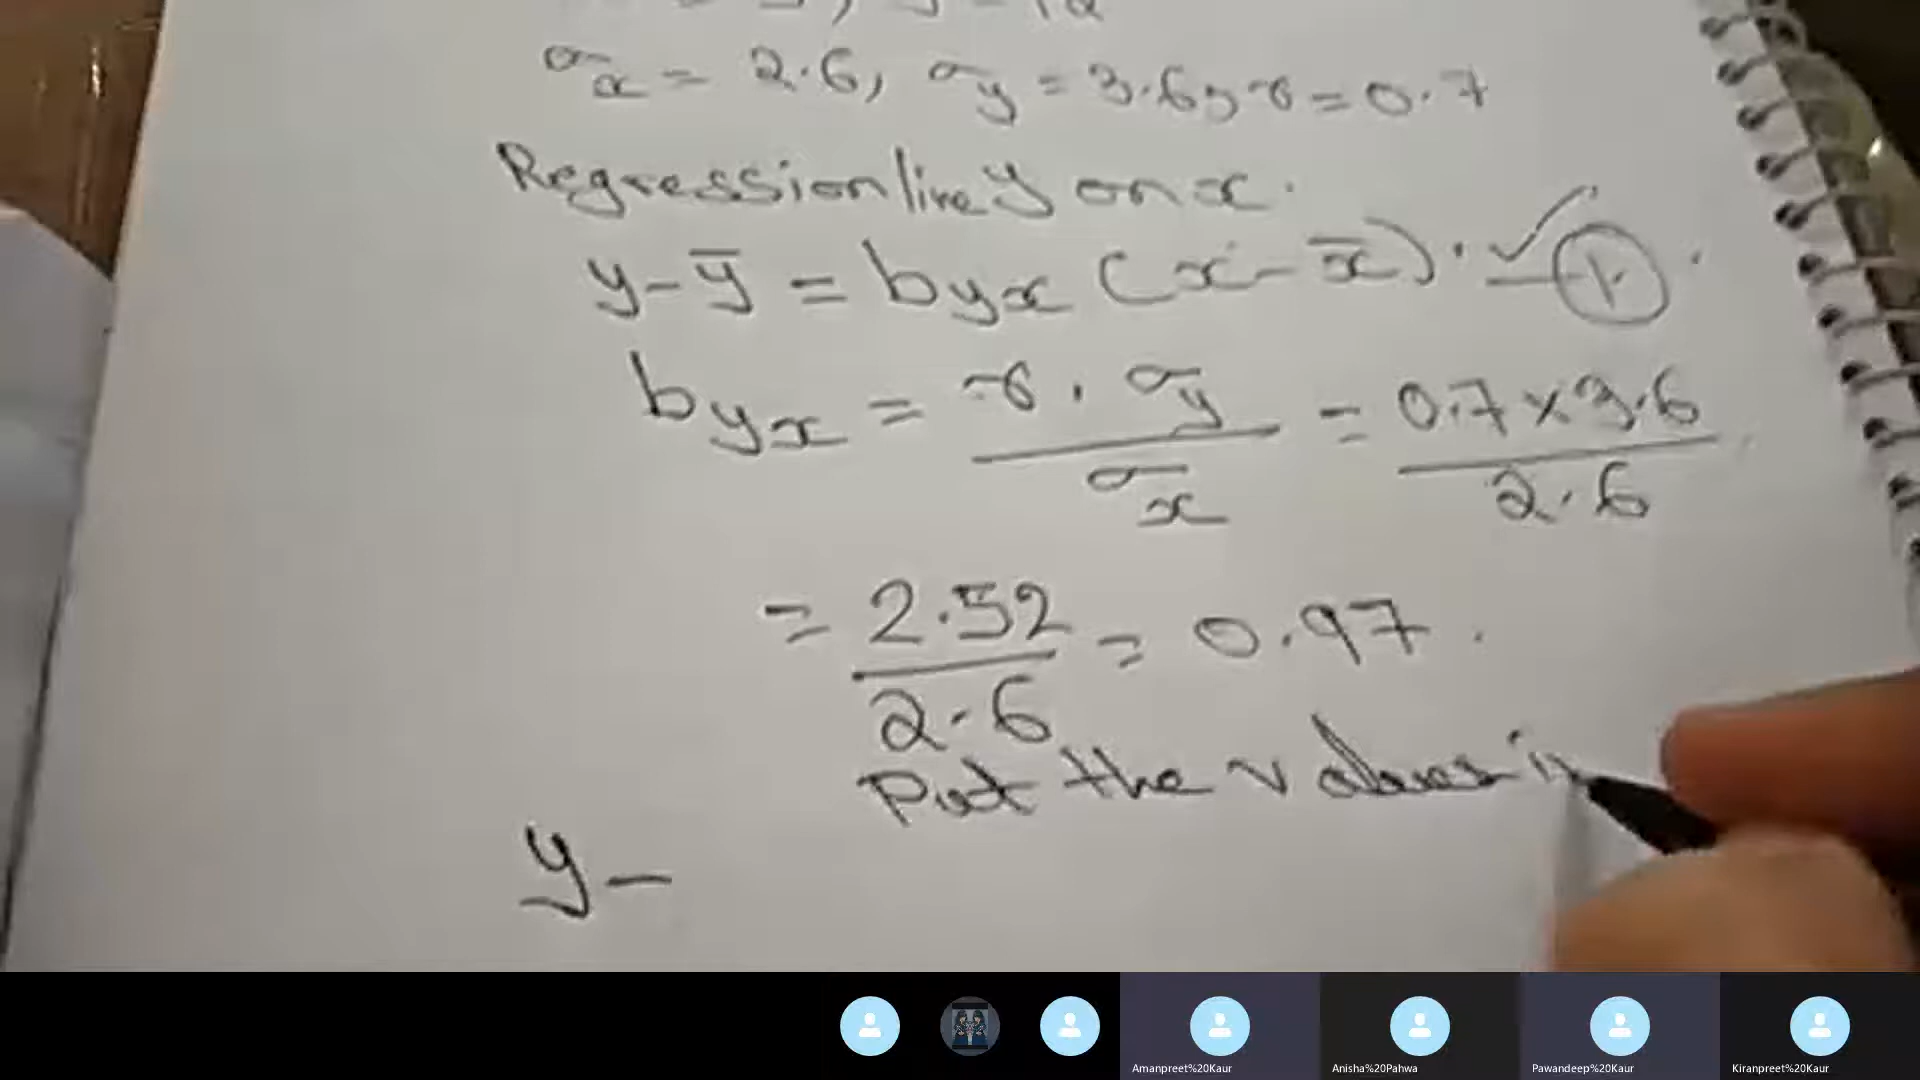 σx = 2.6, σy = 3.6, r = 0.7
Regression line y on x.
y - ȳ = byx (x - x̄). ✓ - ①.
byx = r . σy / σx = 0.7 × 3.6 / 2.6
= 2.52 / 2.6 = 0.97.
Put the values in
y -
Amanpreet%20Kaur Anisha%20Pahwa Pawandeep%20Kaur Kiranpreet%20Kaur